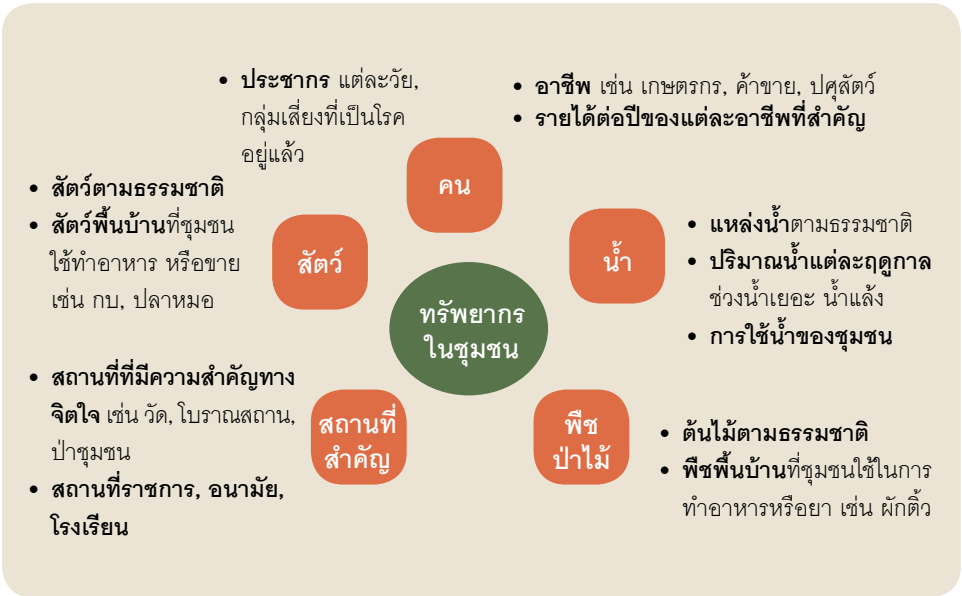 • ประชากร แต่ละวัย,
กลุ่มเสี่ยงที่เป็นโรค
อยู่แล้ว
• อาชีพ เช่น เกษตรกร, ค้าขาย, ปศุสัตว์
• รายได้ต่อปีของแต่ละอาชีพที่สำคัญ
คน
• สัตว์ตามธรรมชาติ
• สัตว์พื้นบ้านที่ชุมชน
ใช้ทำอาหาร หรือขาย
เช่น กบ, ปลาหมอ
สัตว์
น้ำ
• แหล่งน้ำตามธรรมชาติ
• ปริมาณน้ำแต่ละฤดูกาล
ช่วงน้ำเยอะ น้ำแล้ง
• การใช้น้ำของชุมชน
ทรัพยากร
ในชุมชน
• สถานที่ที่มีความสำคัญทาง
จิตใจ เช่น วัด, โบราณสถาน,
ป่าชุมชน
• สถานที่ราชการ, อนามัย,
โรงเรียน
สถานที่
สำคัญ
พืช
ป่าไม้
• ต้นไม้ตามธรรมชาติ
• พืชพื้นบ้านที่ชุมชนใช้ในการ
ทำอาหารหรือยา เช่น ผักติ้ว